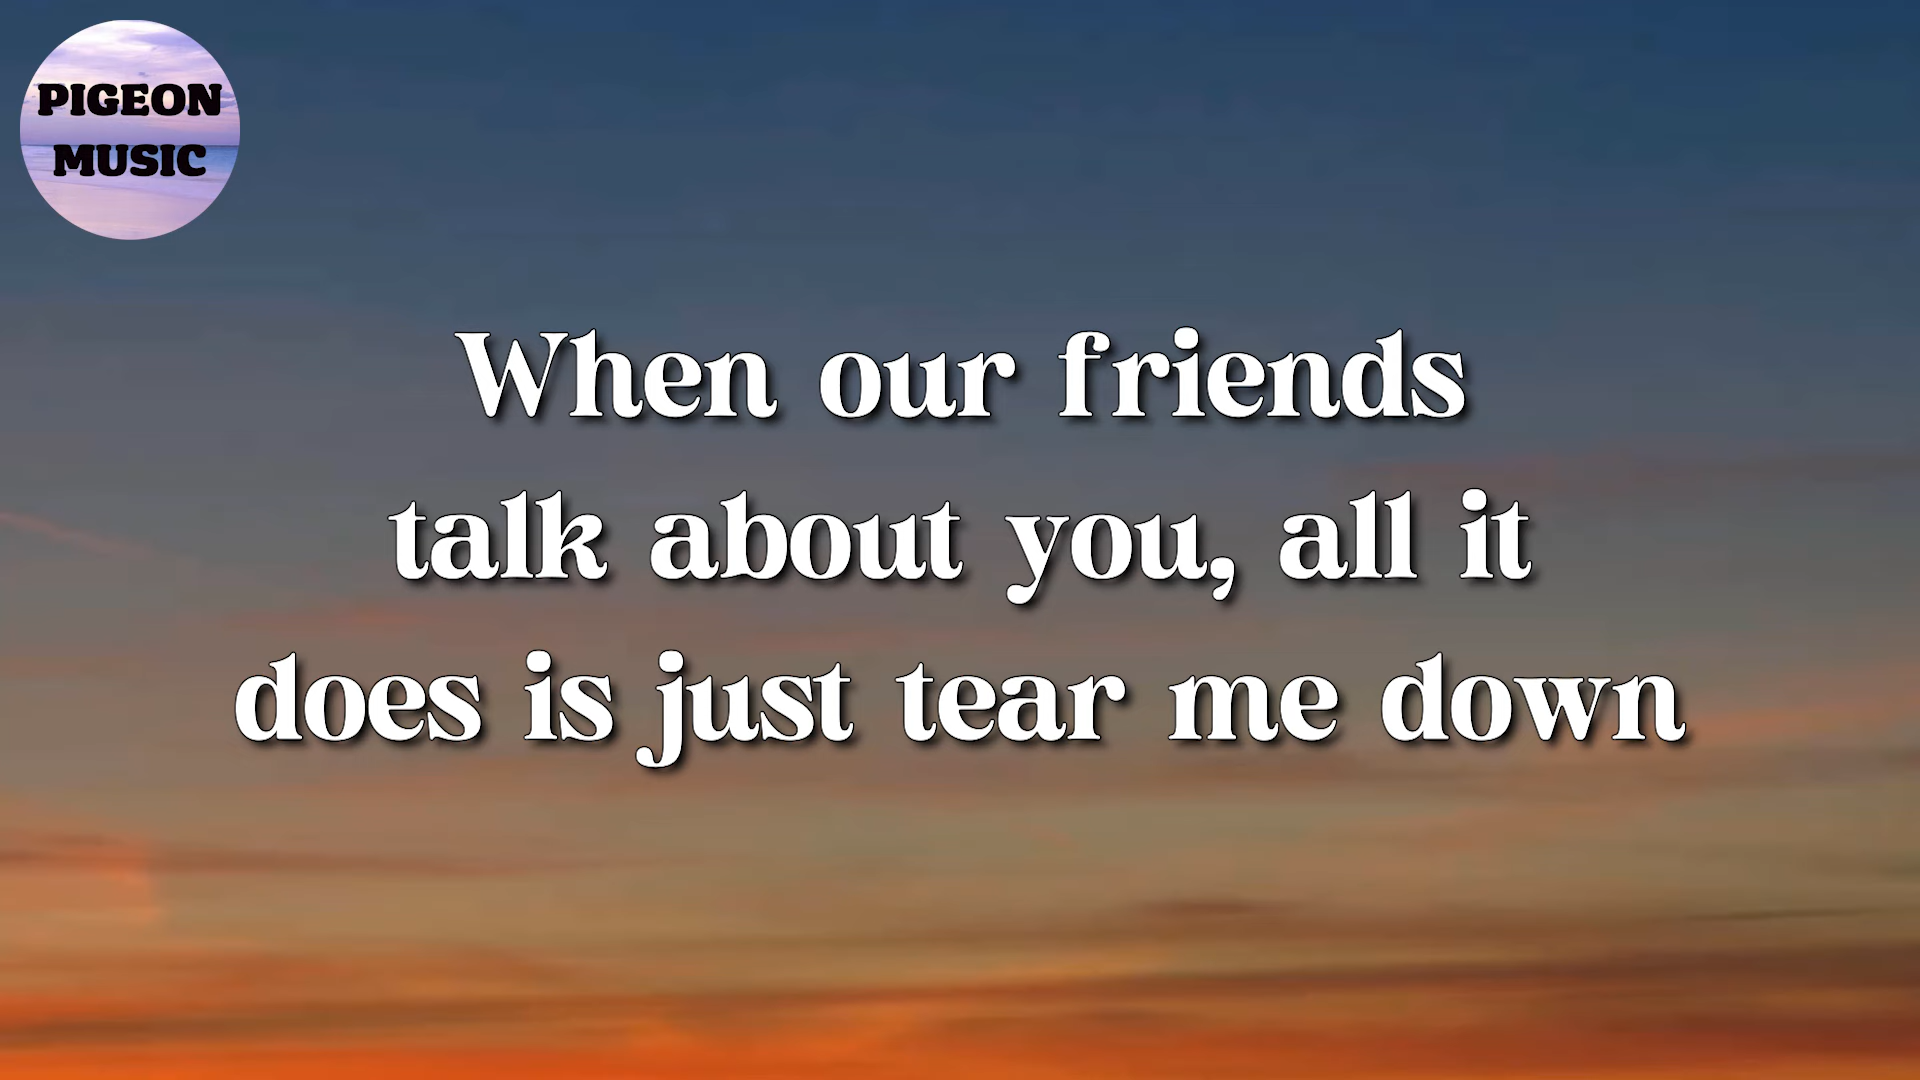 PIGEON
MUSIC
When our friends
talk about you, all it
does is just tear me down